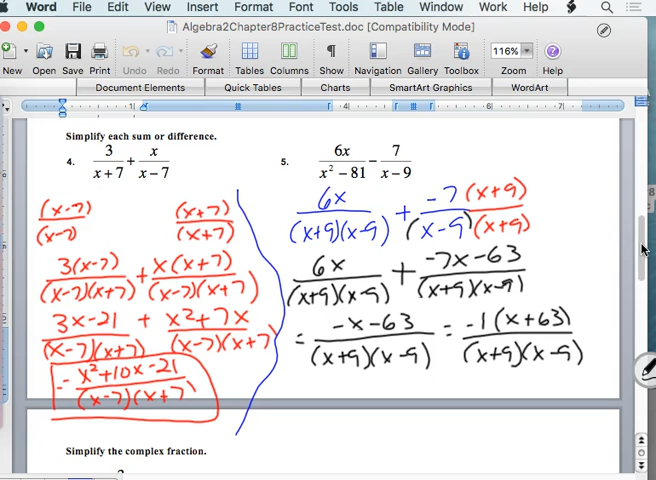 Word File Edit View Insert Format Font Tools Table Window Work Help
Algebra2Chapter8PracticeTest.doc [Compatibility Mode]
116%
New Open Save Print Undo Redo Format Tables Columns Show Navigation Gallery Toolbox Zoom Help
Document Elements Quick Tables Charts SmartArt Graphics WordArt
Simplify each sum or difference.
4. 3/(x + 7) + x/(x − 7)
5. 6x/(x² − 81) − 7/(x − 9)
(x-7)/(x-7) (x+7)/(x+7)
3(x-7)/((x-7)(x+7)) + x(x+7)/((x-7)(x+7))
(3x-21)/((x-7)(x+7)) + (x²+7x)/((x-7)(x+7))
- (x²+10x-21)/((x-7)(x+7))
6x/((x+9)(x-9)) + -7(x+9)/((x-9)(x+9))
6x/((x+9)(x-9)) + (-7x-63)/((x+9)(x-9))
= (-x-63)/((x+9)(x-9)) = -1(x+63)/((x+9)(x-9))
Simplify the complex fraction.